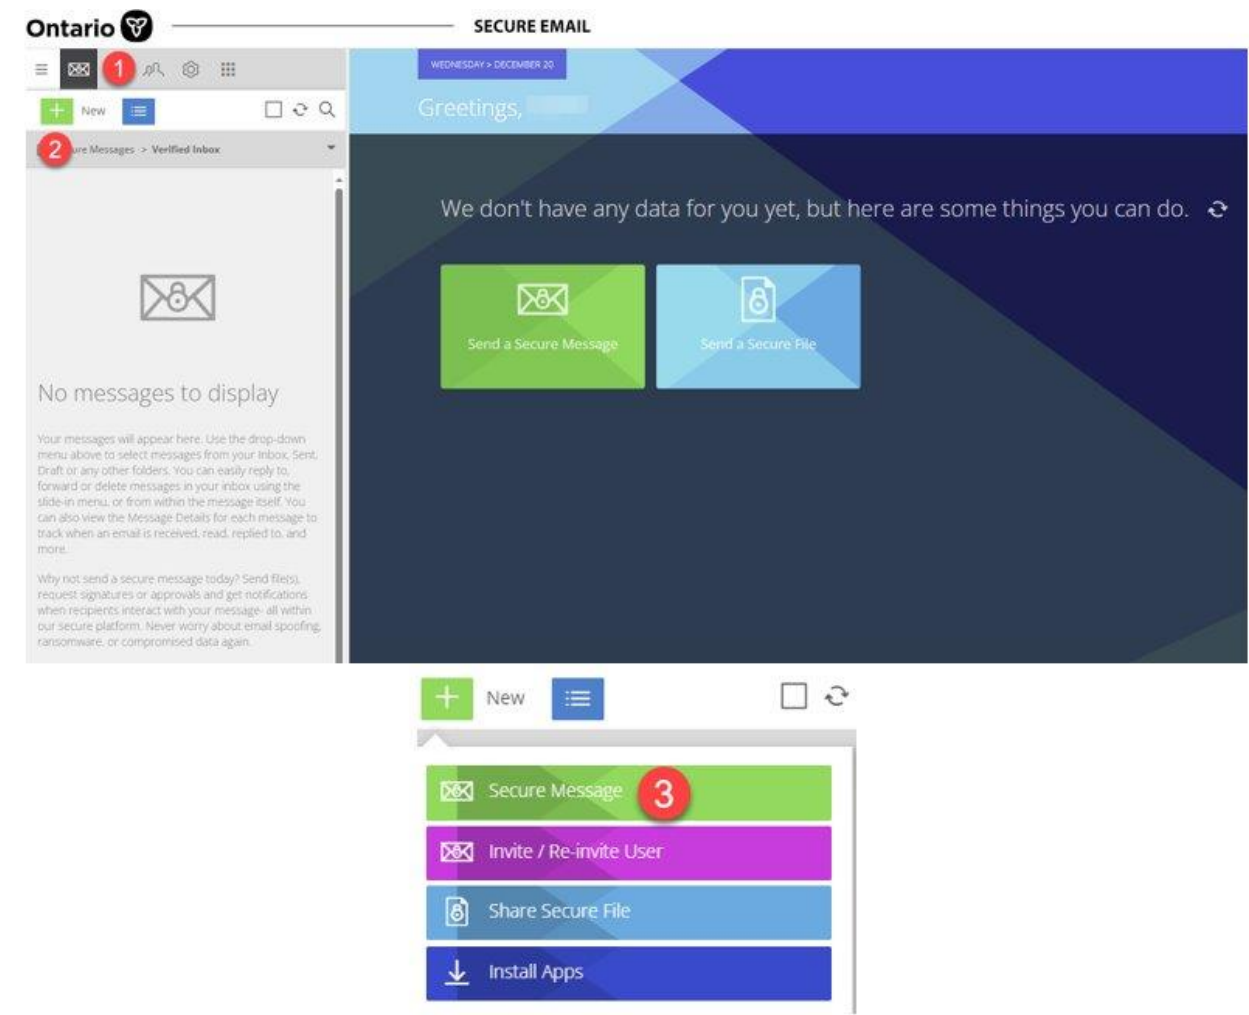 Ontario
SECURE EMAIL
1
WEDNESDAY > DECEMBER 20
New
Greetings,
2
ure Messages > Verified Inbox
We don't have any data for you yet, but here are some things you can do.
Send a Secure Message
Send a Secure File
No messages to display
Your messages will appear here. Use the drop-down
menu above to select messages from your Inbox, Sent,
Draft or any other folders. You can easily reply to,
forward or delete messages in your inbox using the
slide-in menu, or from within the message itself. You
can also view the Message Details for each message to
track when an email is received, read, replied to, and
more.
Why not send a secure message today? Send file(s),
request signatures or approvals and get notifications
when recipients interact with your message- all within
our secure platform. Never worry about email spoofing,
ransomware, or compromised data again.
New
Secure Message
3
Invite / Re-invite User
Share Secure File
Install Apps